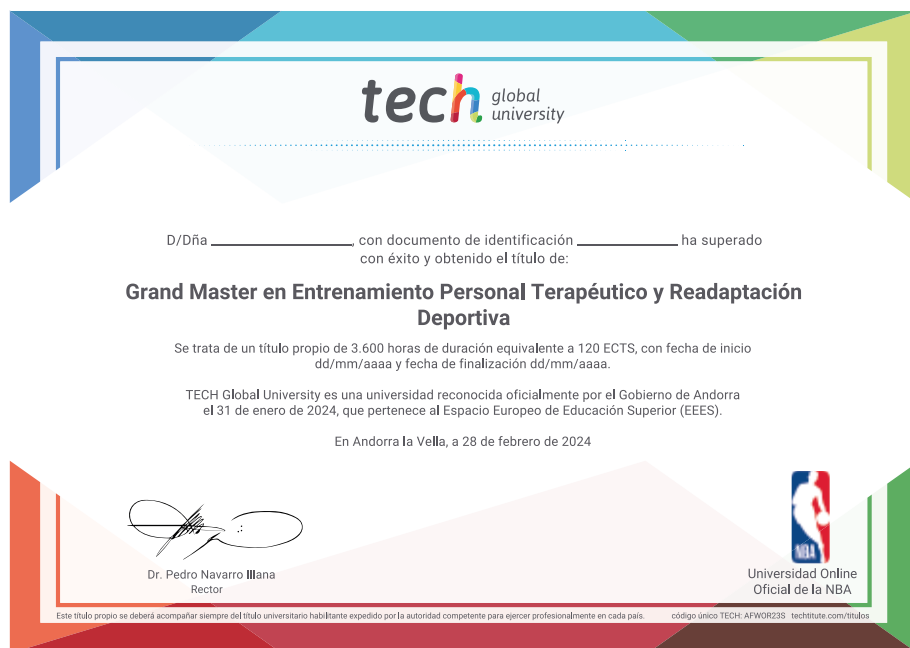 tech global university
D/Dña ____________________, con documento de identificación ______________ ha superado
con éxito y obtenido el título de:
Grand Master en Entrenamiento Personal Terapéutico y Readaptación
Deportiva
Se trata de un título propio de 3.600 horas de duración equivalente a 120 ECTS, con fecha de inicio
dd/mm/aaaa y fecha de finalización dd/mm/aaaa.
TECH Global University es una universidad reconocida oficialmente por el Gobierno de Andorra
el 31 de enero de 2024, que pertenece al Espacio Europeo de Educación Superior (EEES).
En Andorra la Vella, a 28 de febrero de 2024
Dr. Pedro Navarro Illana
Rector
NBA
Universidad Online
Oficial de la NBA
Este título propio se deberá acompañar siempre del título universitario habilitante expedido por la autoridad competente para ejercer profesionalmente en cada país. código único TECH: AFWOR23S techtitute.com/titulos